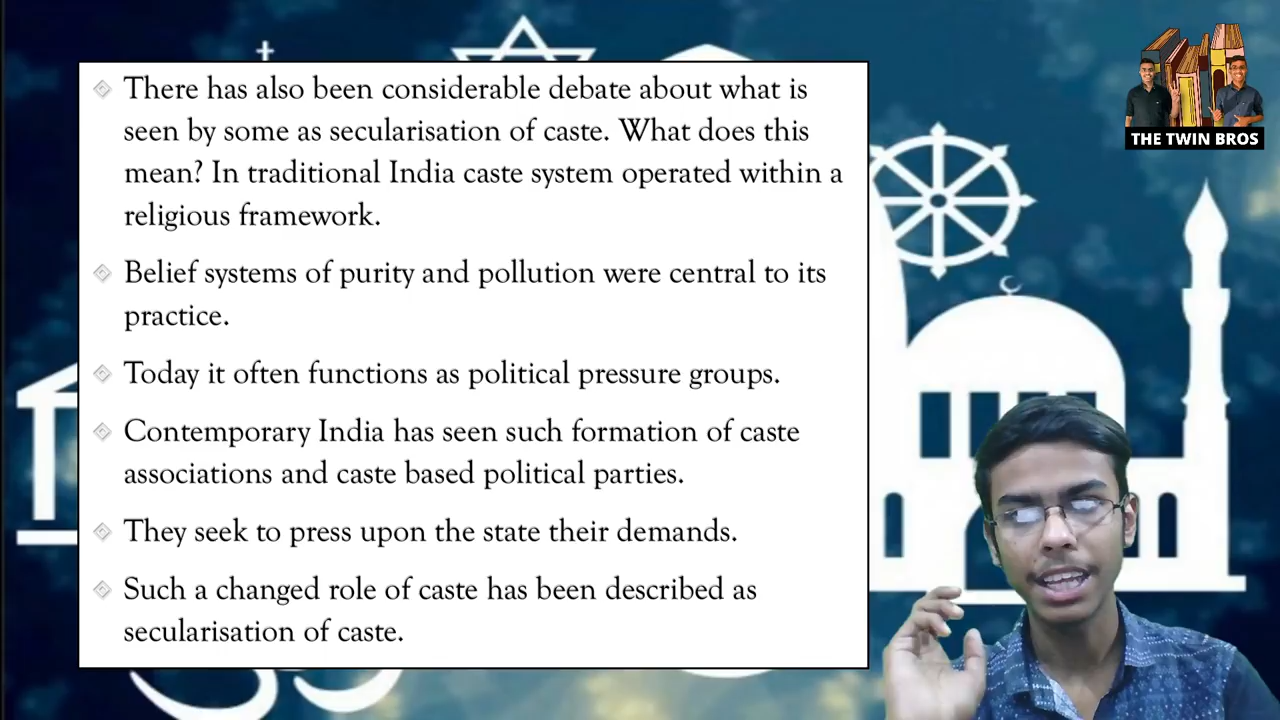 There has also been considerable debate about what is
seen by some as secularisation of caste. What does this
mean? In traditional India caste system operated within a
religious framework.
Belief systems of purity and pollution were central to its
practice.
Today it often functions as political pressure groups.
Contemporary India has seen such formation of caste
associations and caste based political parties.
They seek to press upon the state their demands.
Such a changed role of caste has been described as
secularisation of caste.
THE TWIN BROS